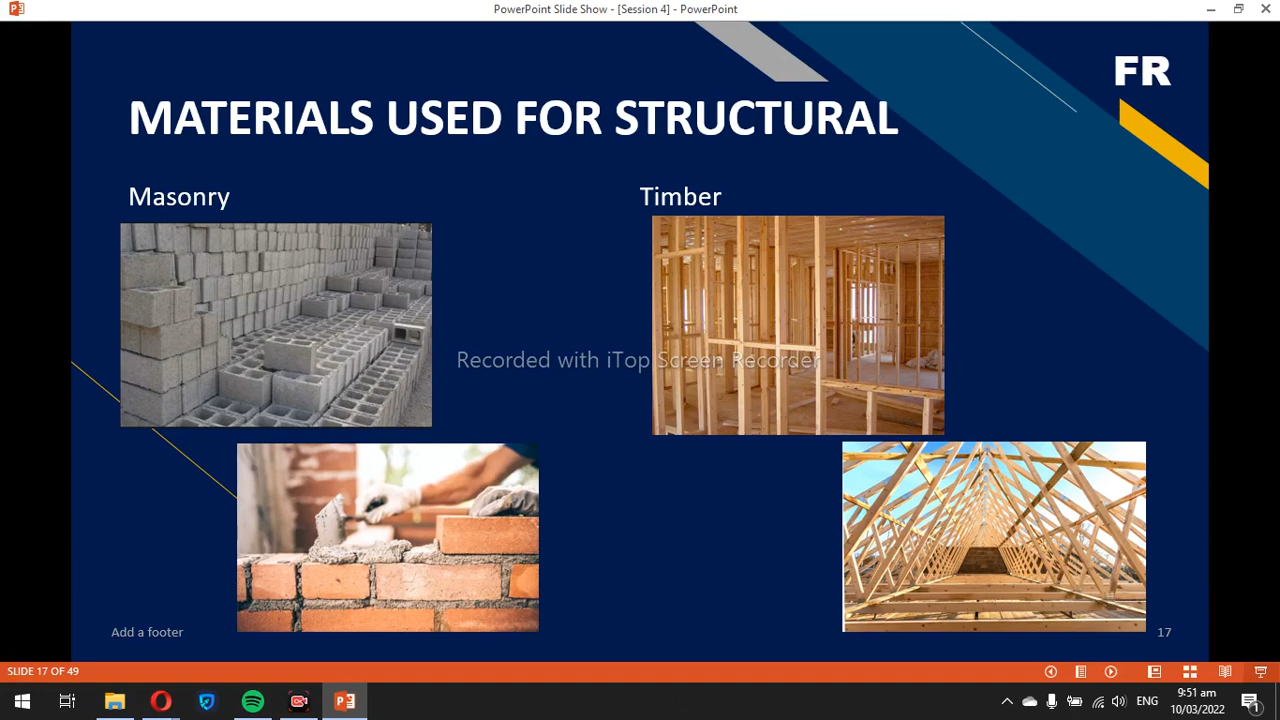 PowerPoint Slide Show - [Session 4] - PowerPoint
FR
MATERIALS USED FOR STRUCTURAL
Masonry
Timber
Recorded with iTop Screen Recorder
Add a footer
17
SLIDE 17 OF 49
ENG
9:51 am
10/03/2022
1